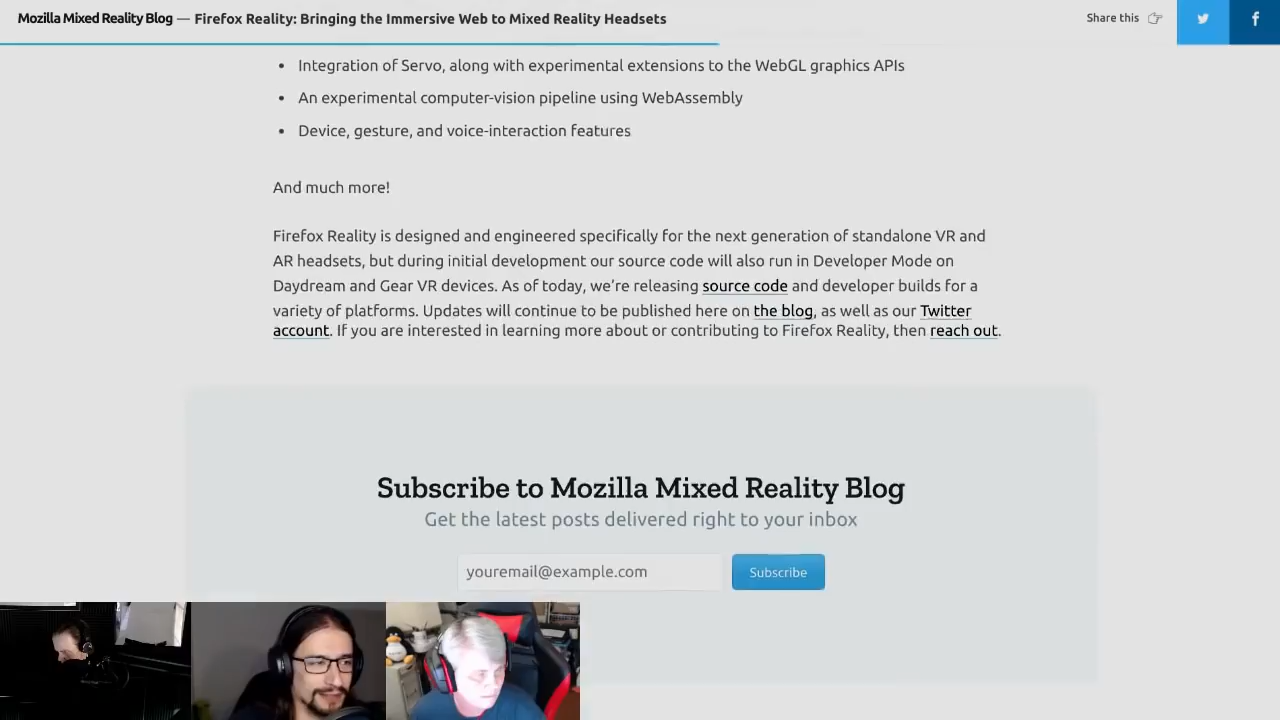 Mozilla Mixed Reality Blog — Firefox Reality: Bringing the Immersive Web to Mixed Reality Headsets
Share this
Integration of Servo, along with experimental extensions to the WebGL graphics APIs
An experimental computer-vision pipeline using WebAssembly
Device, gesture, and voice-interaction features
And much more!
Firefox Reality is designed and engineered specifically for the next generation of standalone VR and
AR headsets, but during initial development our source code will also run in Developer Mode on
Daydream and Gear VR devices. As of today, we’re releasing source code and developer builds for a
variety of platforms. Updates will continue to be published here on the blog, as well as our Twitter
account. If you are interested in learning more about or contributing to Firefox Reality, then reach out.
Subscribe to Mozilla Mixed Reality Blog
Get the latest posts delivered right to your inbox
youremail@example.com
Subscribe